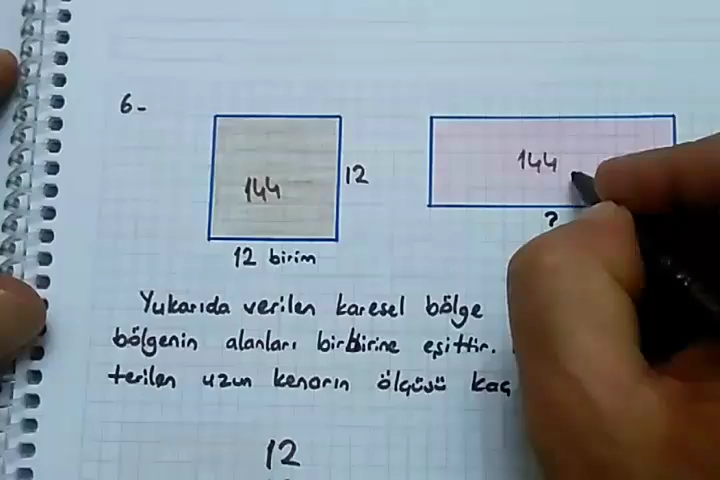 6-
144
12
12 birim
144
?
Yukarıda verilen karesel bölge
bölgenin alanları birbirine eşittir.
terilen uzun kenarın ölçüsü kaç
12